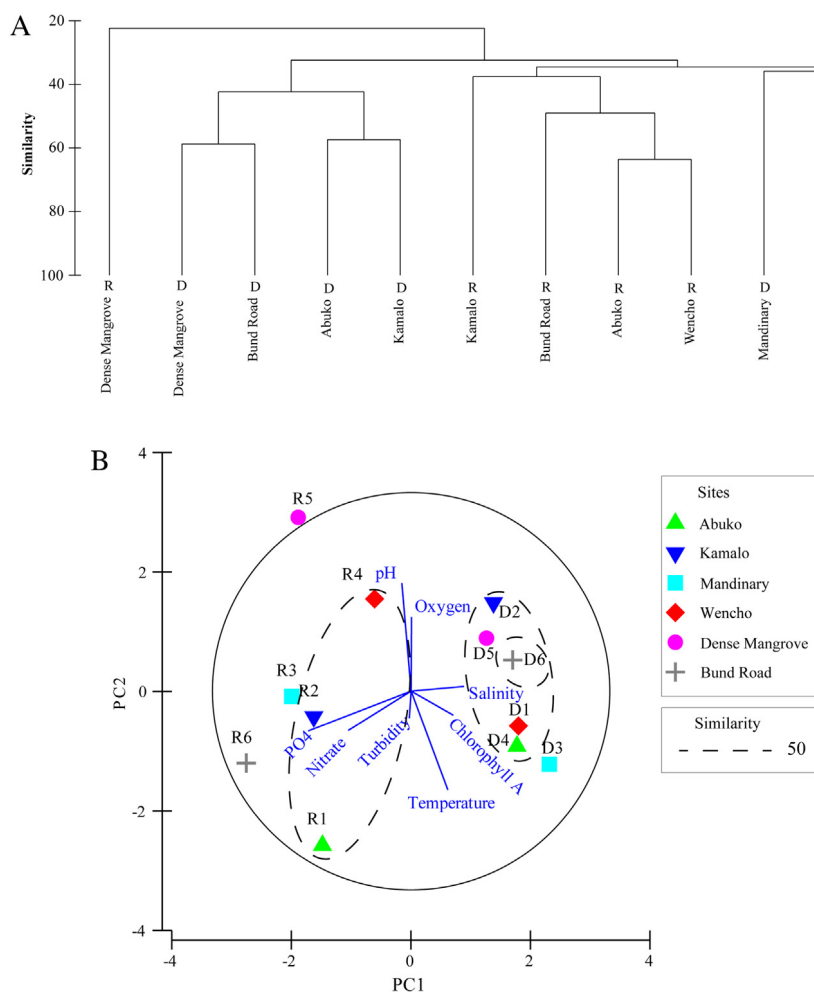 A
20
40
60
80
100
Similarity
R D D D D R R R R D
Dense Mangrove
Dense Mangrove
Bund Road
Abuko
Kamalo
Kamalo
Bund Road
Abuko
Wencho
Mandinary
B
4
2
0
-2
-4
PC2
R5
R4
pH
Oxygen
D2
D5
D6
R3
R2
Salinity
D1
PO4
Nitrate
Turbidity
Chlorophyll A
D4
D3
R6
Temperature
R1
-4 -2 0 2 4
PC1
Sites
Abuko
Kamalo
Mandinary
Wencho
Dense Mangrove
Bund Road
Similarity
50